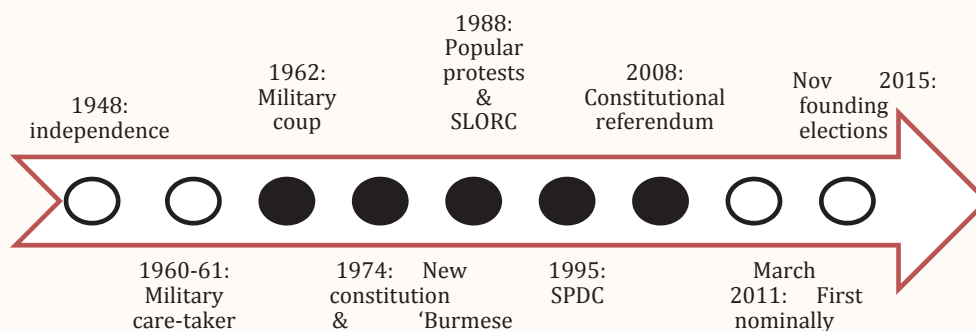 1948:
independence
1960-61:
Military
care-taker
1962:
Military
coup
1974: New
constitution
& ‘Burmese
1988:
Popular
protests
&
SLORC
1995:
SPDC
2008:
Constitutional
referendum
March
2011: First
nominally
Nov 2015:
founding
elections